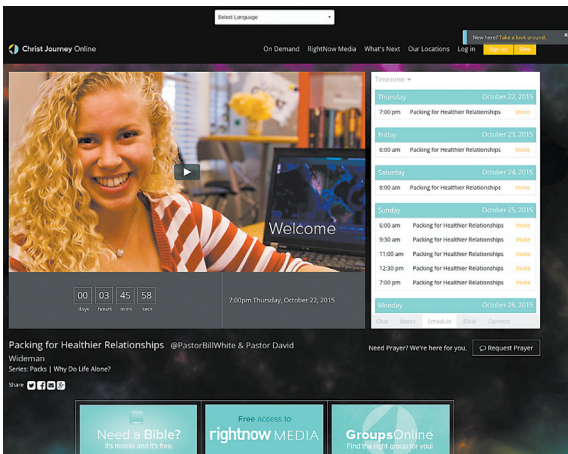 Select Language
New here? Take a look around.
Christ Journey Online
On Demand RightNow Media What's Next Our Locations Log in Sign up Give
Timezone
Thursday October 22, 2015
7:00 pm Packing for Healthier Relationships Invite
Friday October 23, 2015
6:00 am Packing for Healthier Relationships Invite
Saturday October 24, 2015
8:00 am Packing for Healthier Relationships Invite
Sunday October 25, 2015
6:00 am Packing for Healthier Relationships Invite
9:30 am Packing for Healthier Relationships Invite
11:00 am Packing for Healthier Relationships Invite
12:30 pm Packing for Healthier Relationships Invite
7:00 pm Packing for Healthier Relationships Invite
Monday October 26, 2015
Chat Notes Schedule Bible Connect
Welcome
00 03 45 58
days hours mins secs
7:00pm Thursday, October 22, 2015
Packing for Healthier Relationships @PastorBillWhite & Pastor David
Wideman
Series: Packs | Why Do Life Alone?
Share
Need Prayer? We're here for you. Request Prayer
Need a Bible?
It's mobile and it's free.
Free access to
rightnow MEDIA
GroupsOnline
Find the right group for you!